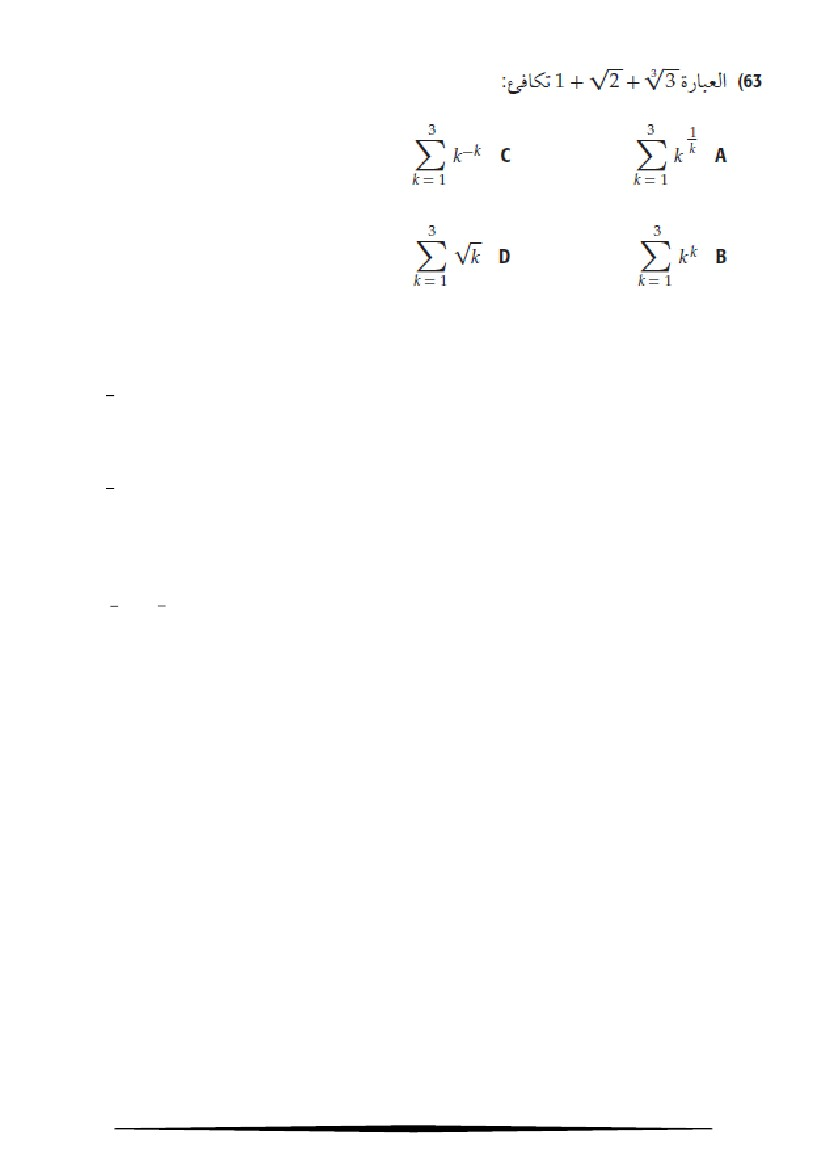 63) العبارة 1 + √2 + ∛3 تكافئ:
A ∑_{k=1}^{3} k^{1/k} C ∑_{k=1}^{3} k^{-k}
B ∑_{k=1}^{3} k^k D ∑_{k=1}^{3} √k